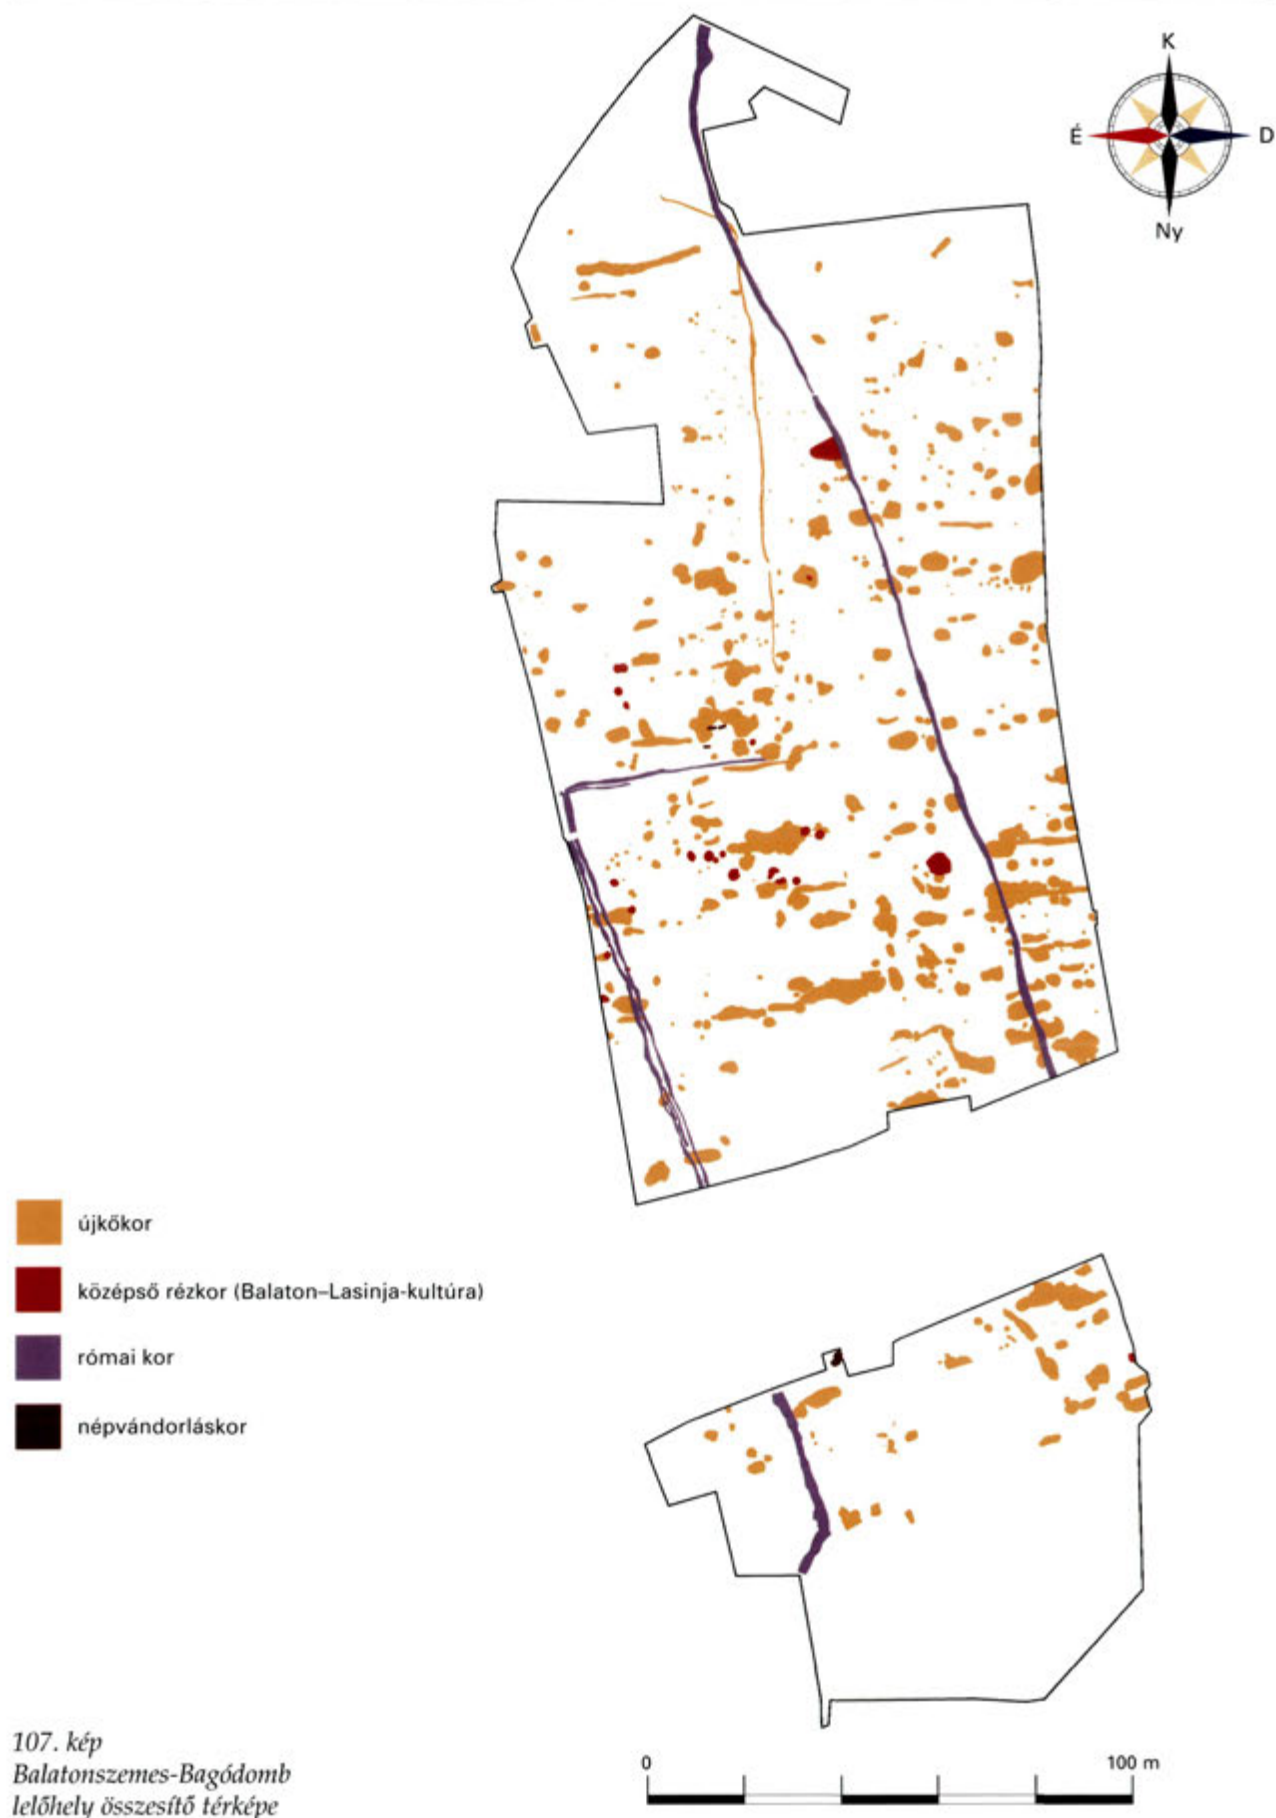 K
É
D
Ny
újkőkor
középső rézkor (Balaton–Lasinja-kultúra)
római kor
népvándorláskor
107. kép
Balatonszemes-Bagódomb
lelőhely összesítő térképe
0
100 m